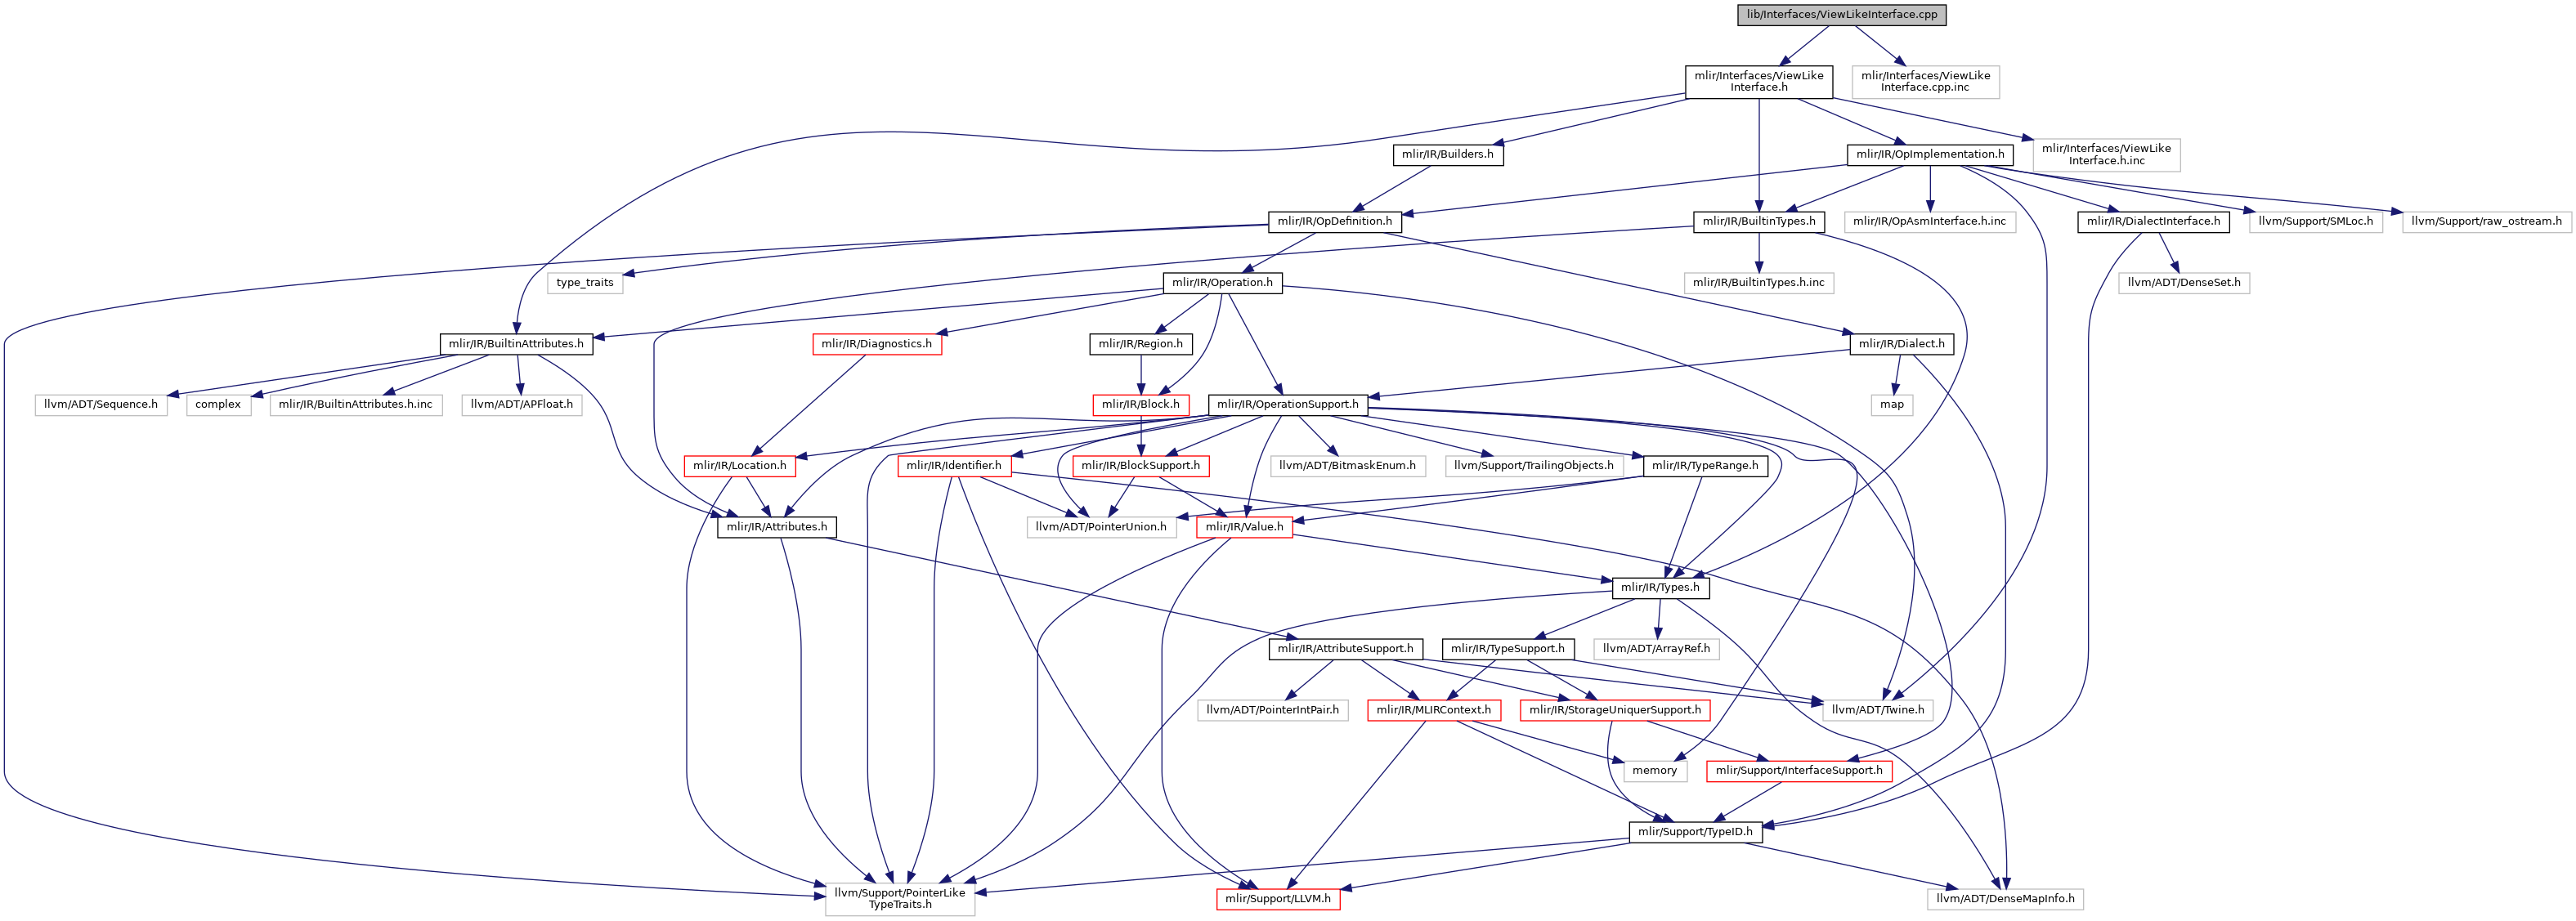 lib/Interfaces/ViewLikeInterface.cpp
mlir/Interfaces/ViewLike
Interface.h
mlir/Interfaces/ViewLike
Interface.cpp.inc
mlir/IR/Builders.h
mlir/IR/OpImplementation.h
mlir/Interfaces/ViewLike
Interface.h.inc
mlir/IR/OpDefinition.h
mlir/IR/BuiltinTypes.h
mlir/IR/OpAsmInterface.h.inc
mlir/IR/DialectInterface.h
llvm/Support/SMLoc.h
llvm/Support/raw_ostream.h
type_traits
mlir/IR/Operation.h
mlir/IR/BuiltinTypes.h.inc
llvm/ADT/DenseSet.h
mlir/IR/BuiltinAttributes.h
mlir/IR/Diagnostics.h
mlir/IR/Region.h
mlir/IR/Dialect.h
llvm/ADT/Sequence.h
complex
mlir/IR/BuiltinAttributes.h.inc
llvm/ADT/APFloat.h
mlir/IR/Block.h
mlir/IR/OperationSupport.h
map
mlir/IR/Location.h
mlir/IR/Identifier.h
mlir/IR/BlockSupport.h
llvm/ADT/BitmaskEnum.h
llvm/Support/TrailingObjects.h
mlir/IR/TypeRange.h
mlir/IR/Attributes.h
llvm/ADT/PointerUnion.h
mlir/IR/Value.h
mlir/IR/Types.h
mlir/IR/AttributeSupport.h
mlir/IR/TypeSupport.h
llvm/ADT/ArrayRef.h
llvm/ADT/PointerIntPair.h
mlir/IR/MLIRContext.h
mlir/IR/StorageUniquerSupport.h
llvm/ADT/Twine.h
memory
mlir/Support/InterfaceSupport.h
mlir/Support/TypeID.h
llvm/Support/PointerLike
TypeTraits.h
mlir/Support/LLVM.h
llvm/ADT/DenseMapInfo.h